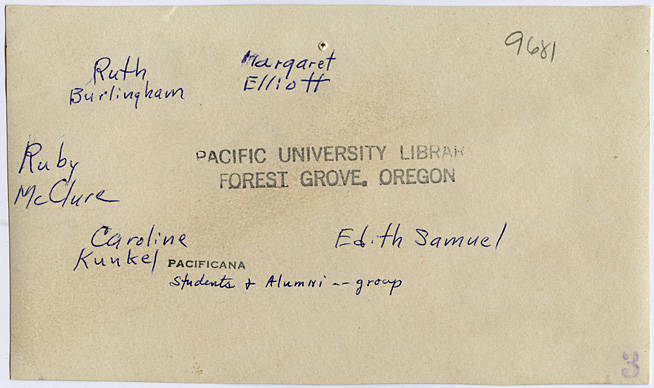 9681
Ruth
Burlingham
Margaret
Elliott
PACIFIC UNIVERSITY LIBRAR
FOREST GROVE, OREGON
Ruby
McClure
Caroline
Kunkel
Edith Samuel
PACIFICANA
Students & Alumni -- group